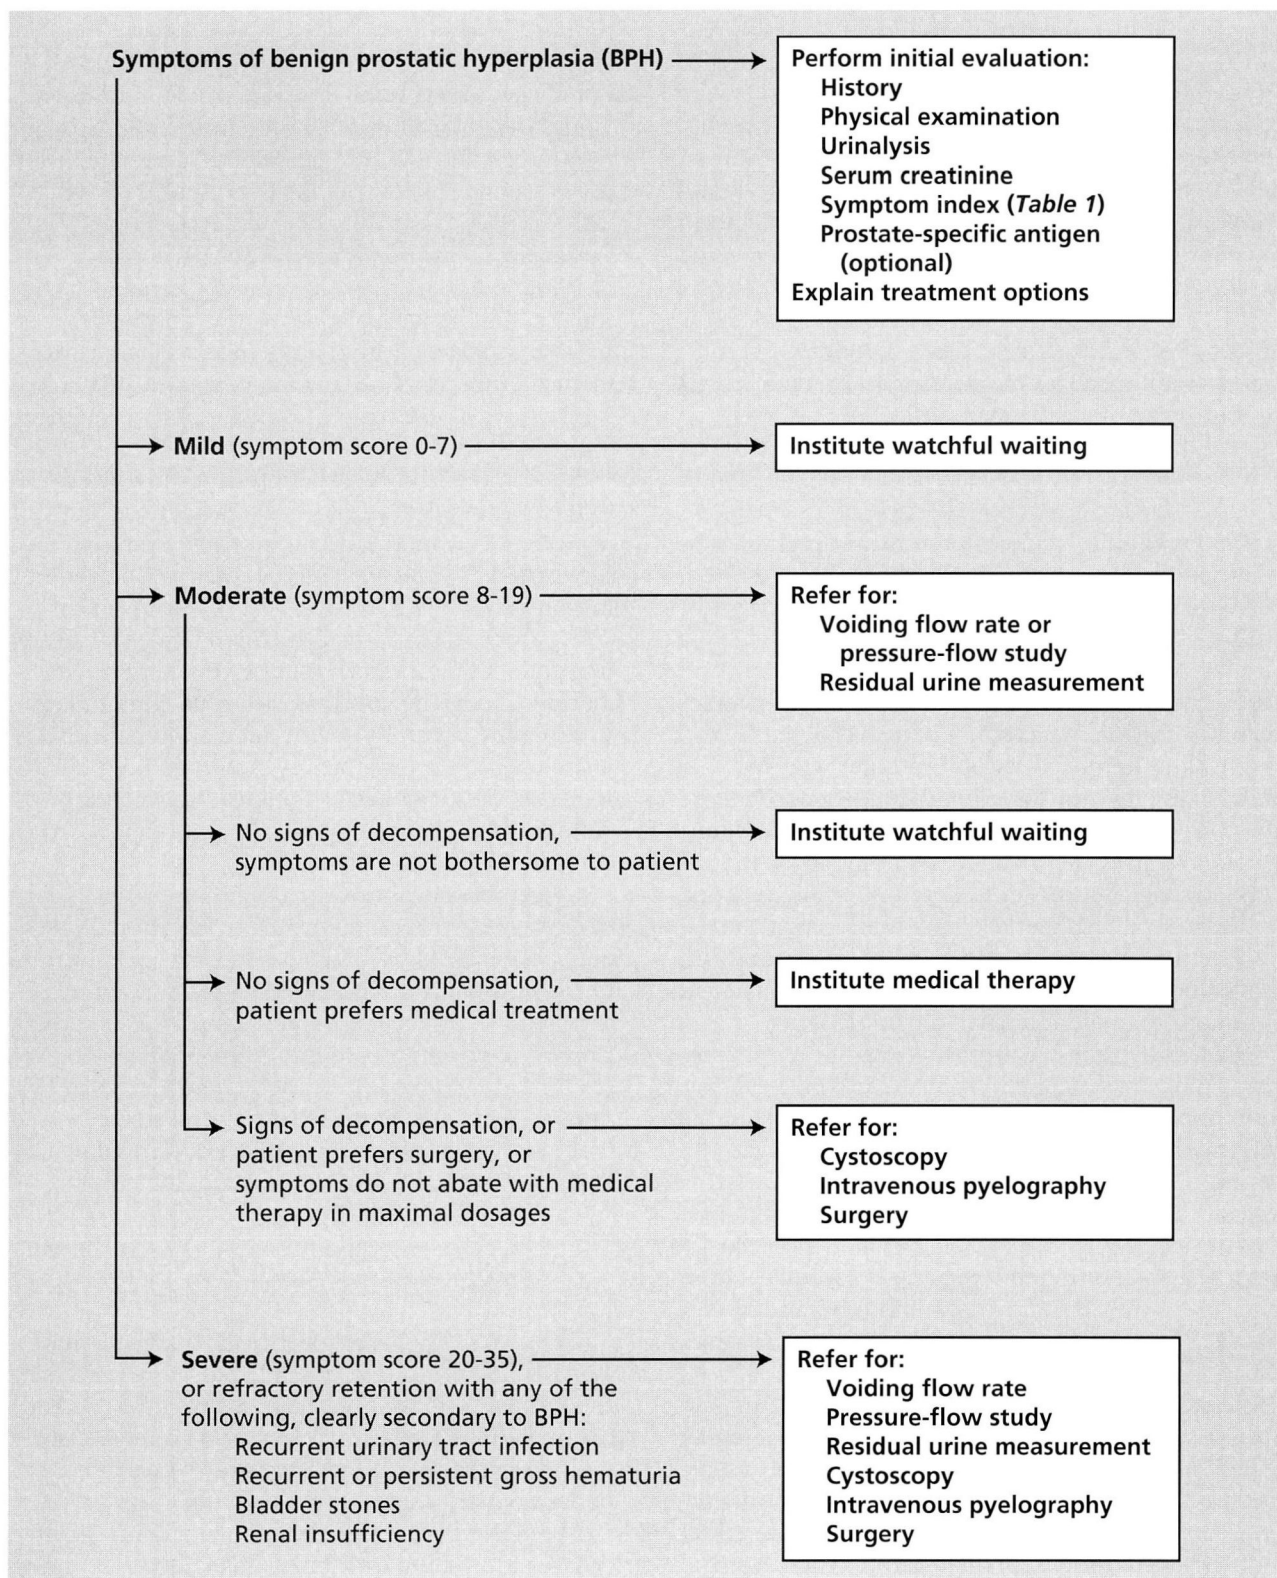 Symptoms of benign prostatic hyperplasia (BPH)
Perform initial evaluation:
History
Physical examination
Urinalysis
Serum creatinine
Symptom index (Table 1)
Prostate-specific antigen
(optional)
Explain treatment options
Mild (symptom score 0-7)
Institute watchful waiting
Moderate (symptom score 8-19)
Refer for:
Voiding flow rate or
pressure-flow study
Residual urine measurement
No signs of decompensation,
symptoms are not bothersome to patient
Institute watchful waiting
No signs of decompensation,
patient prefers medical treatment
Institute medical therapy
Signs of decompensation, or
patient prefers surgery, or
symptoms do not abate with medical
therapy in maximal dosages
Refer for:
Cystoscopy
Intravenous pyelography
Surgery
Severe (symptom score 20-35),
or refractory retention with any of the
following, clearly secondary to BPH:
Recurrent urinary tract infection
Recurrent or persistent gross hematuria
Bladder stones
Renal insufficiency
Refer for:
Voiding flow rate
Pressure-flow study
Residual urine measurement
Cystoscopy
Intravenous pyelography
Surgery